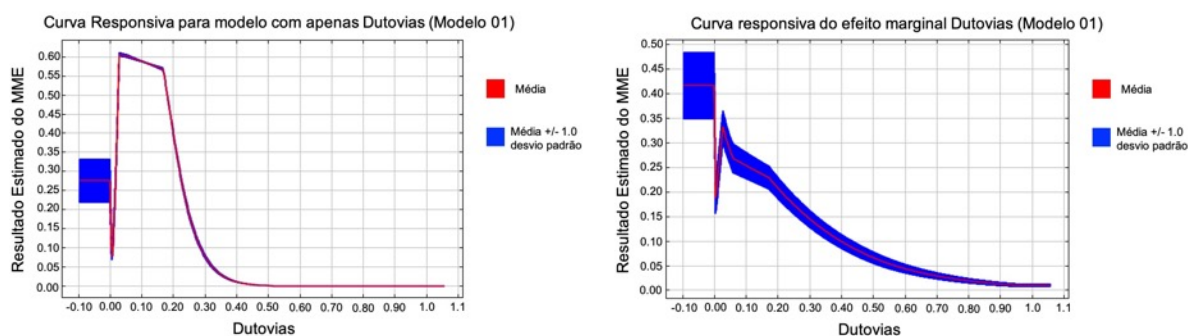 Curva Responsiva para modelo com apenas Dutovias (Modelo 01)
Resultado Estimado do MME
0.60
0.55
0.50
0.45
0.40
0.35
0.30
0.25
0.20
0.15
0.10
0.05
0.00
-0.10 0.00 0.10 0.20 0.30 0.40 0.50 0.60 0.70 0.80 0.90 1.0 1.1
Dutovias
Média
Média +/- 1.0
desvio padrão
Curva responsiva do efeito marginal Dutovias (Modelo 01)
Resultado Estimado do MME
0.50
0.45
0.40
0.35
0.30
0.25
0.20
0.15
0.10
0.05
0.00
-0.10 0.00 0.10 0.20 0.30 0.40 0.50 0.60 0.70 0.80 0.90 1.0 1.1
Dutovias
Média
Média +/- 1.0
desvio padrão